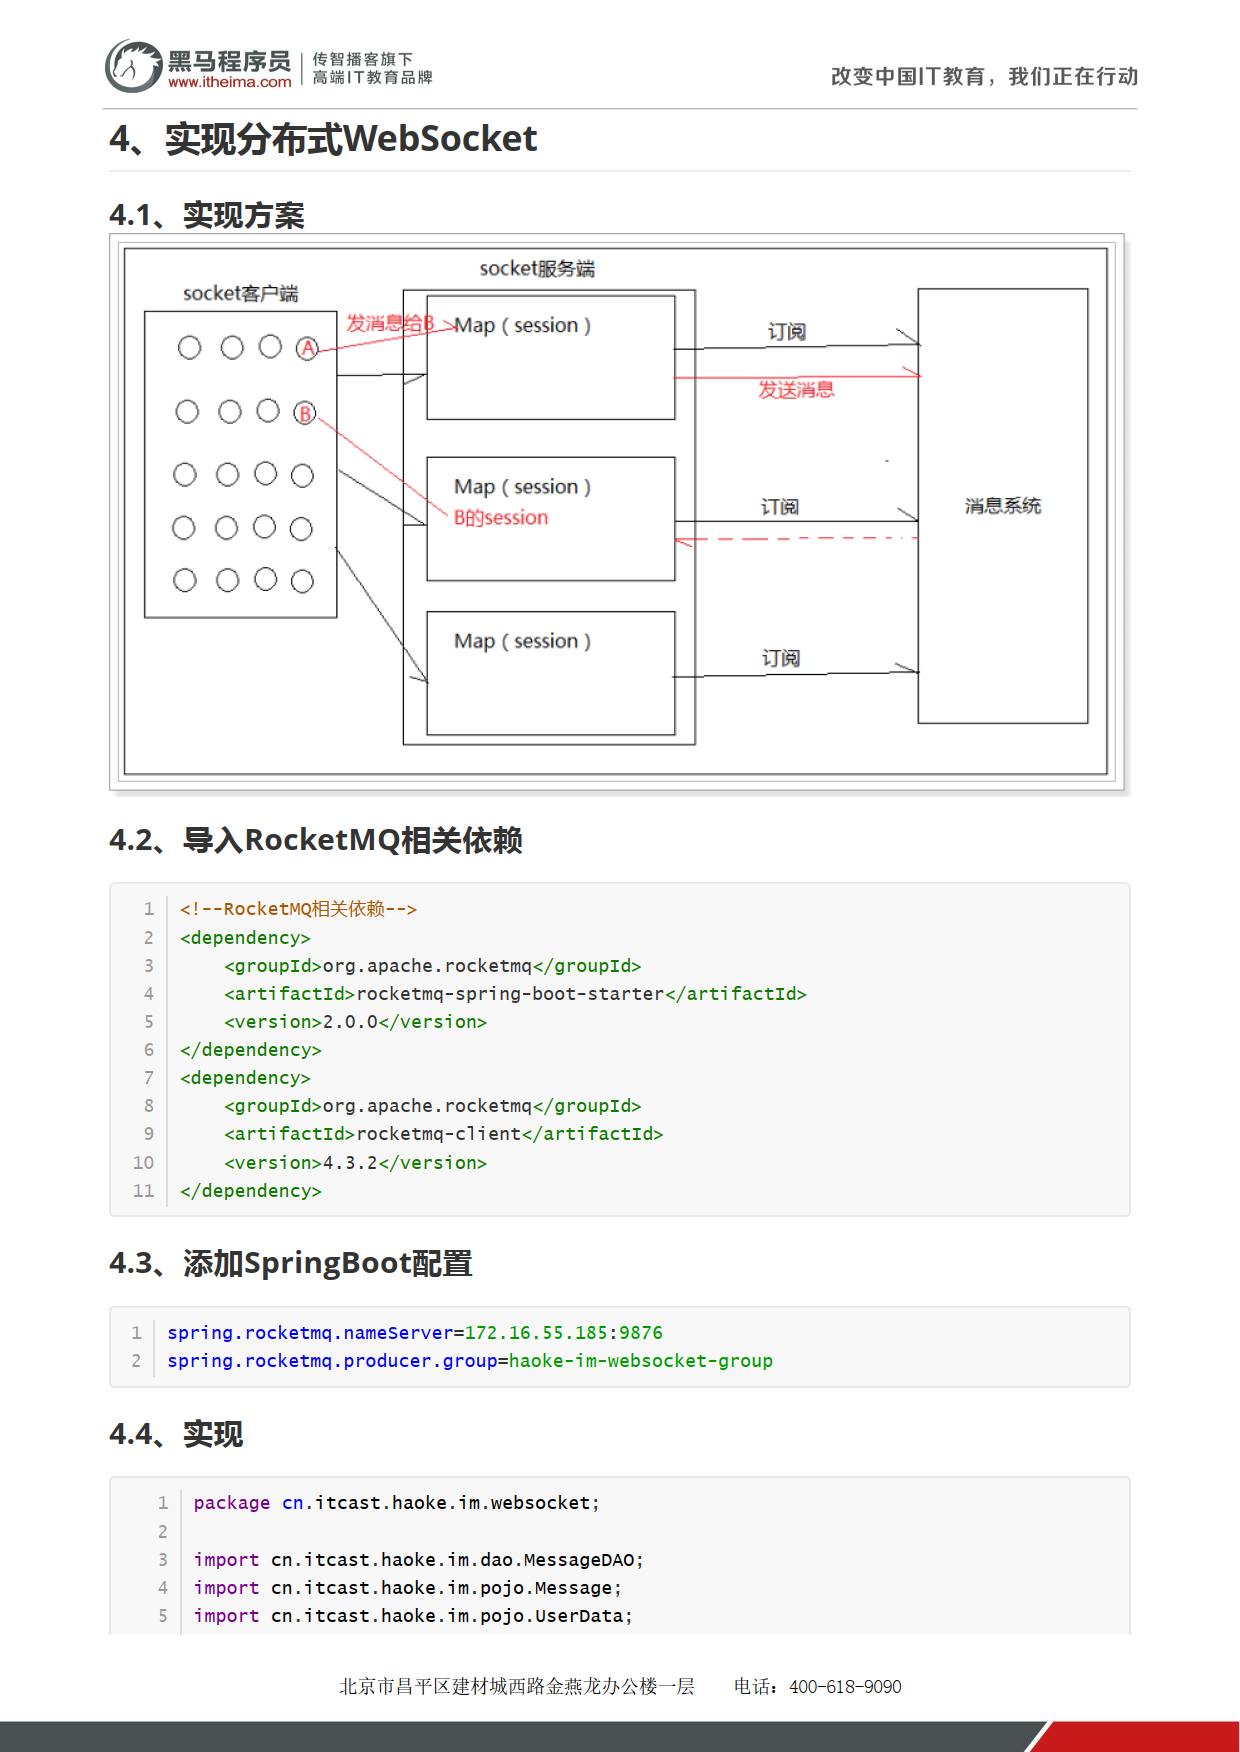 黑马程序员
www.itheima.com
传智播客旗下
高端IT教育品牌
改变中国IT教育，我们正在行动
4、实现分布式WebSocket
4.1、实现方案
socket服务端
socket客户端
发消息给B
Map（session）
订阅
A
发送消息
B
Map（session）
订阅
消息系统
B的session
Map（session）
订阅
4.2、导入RocketMQ相关依赖
1 <!--RocketMQ相关依赖-->
2 <dependency>
3     <groupId>org.apache.rocketmq</groupId>
4     <artifactId>rocketmq-spring-boot-starter</artifactId>
5     <version>2.0.0</version>
6 </dependency>
7 <dependency>
8     <groupId>org.apache.rocketmq</groupId>
9     <artifactId>rocketmq-client</artifactId>
10     <version>4.3.2</version>
11 </dependency>
4.3、添加SpringBoot配置
1 spring.rocketmq.nameServer=172.16.55.185:9876
2 spring.rocketmq.producer.group=haoke-im-websocket-group
4.4、实现
1 package cn.itcast.haoke.im.websocket;
2
3 import cn.itcast.haoke.im.dao.MessageDAO;
4 import cn.itcast.haoke.im.pojo.Message;
5 import cn.itcast.haoke.im.pojo.UserData;
北京市昌平区建材城西路金燕龙办公楼一层 电话：400-618-9090